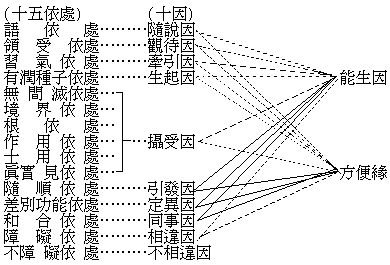 (十五依處) (十因)
語依處 隨說因
領受依處 觀待因
習氣依處 牽引因
有潤種子依處 生起因 能生因
無間滅依處
境界依處
根依處
作用依處 攝受因
士用依處
眞實見依處 方便緣
隨順依處 引發因
差別功能依處 定異因
和合依處 同事因
障礙依處 相違因
不障礙依處 不相違因